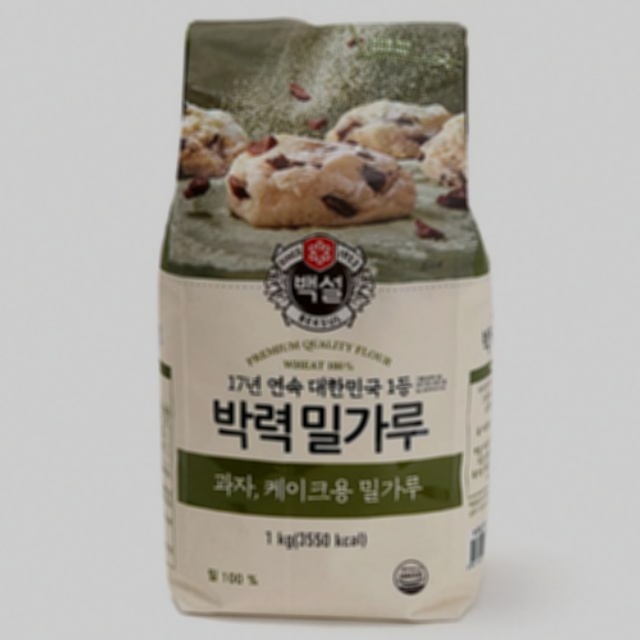 백설
PREMIUM QUALITY FLOUR
WHEAT 100%
17년 연속 대한민국 1등
박력 밀가루
과자, 케이크용 밀가루
1 kg(3550 kcal)
밀 100 %